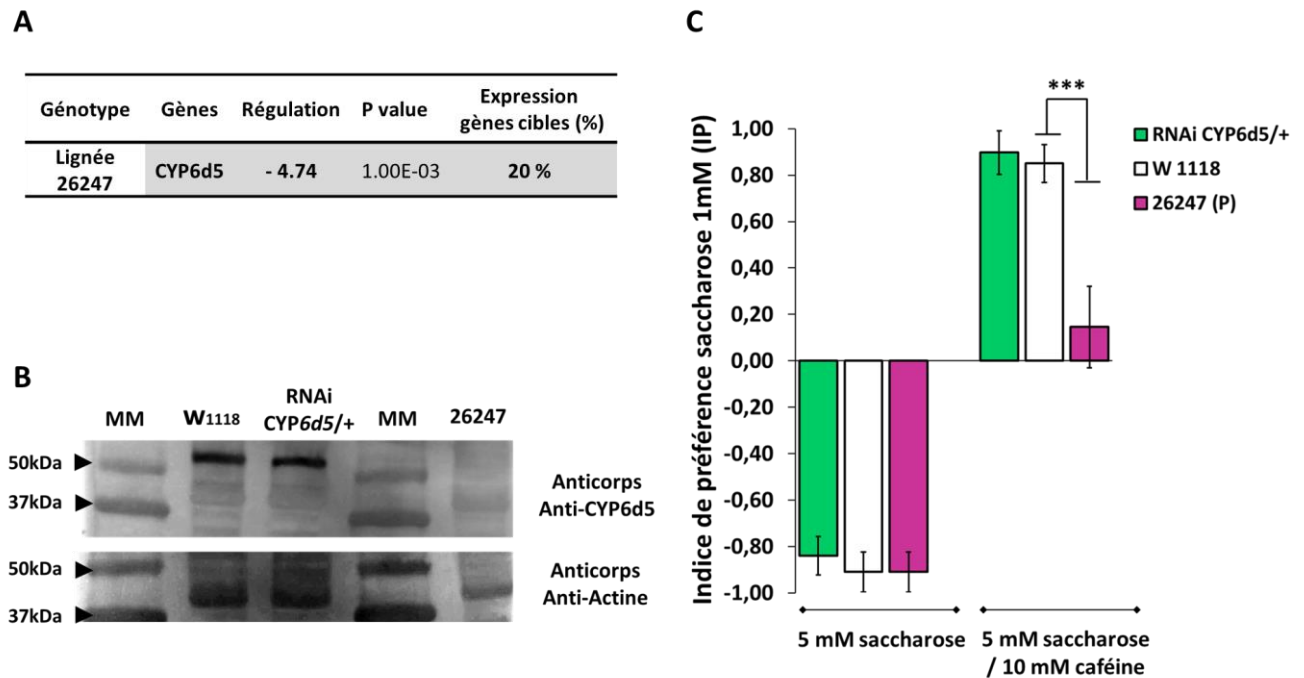 A
Génotype Gènes Régulation P value Expression gènes cibles (%)
Lignée 26247 CYP6d5 - 4.74 1.00E-03 20 %
B
MM W1118 RNAi CYP6d5/+ MM 26247
50kDa
37kDa
Anticorps
Anti-CYP6d5
50kDa
37kDa
Anticorps
Anti-Actine
C
Indice de préférence saccharose 1mM (IP)
1,00
0,80
0,60
0,40
0,20
0,00
-0,20
-0,40
-0,60
-0,80
-1,00
***
RNAi CYP6d5/+
W 1118
26247 (P)
5 mM saccharose
5 mM saccharose
/ 10 mM caféine